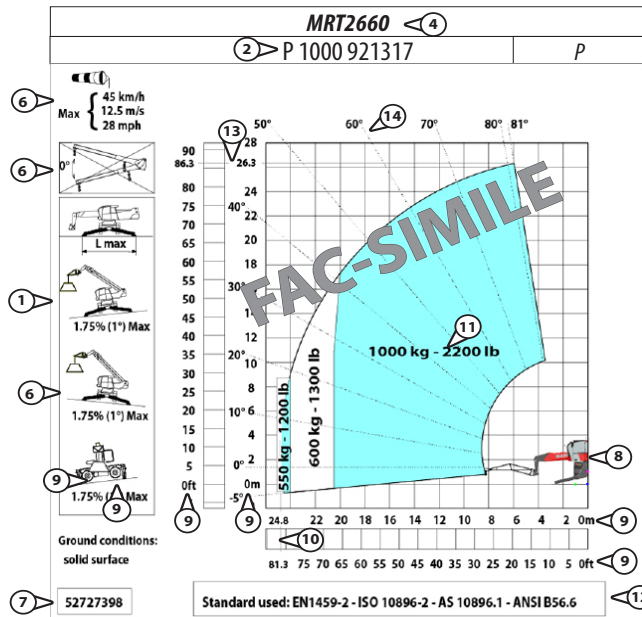 MRT2660 4
2 P 1000 921317 P
6 Max 45 km/h
12.5 m/s
28 mph
13 14
50° 60° 70° 80° 81°
90 28
86.3 26.3
6 0°
80 24
75
40°
70 22
L max
65 20
60 18
55 16
30°
50
1 1.75% (1°) Max
45 14
40 12
20°
35 10
30 8
6 1.75% (1°) Max
25
10°
20 6
15 4
10
0°
5 2
0ft 0m
-5°
FAC-SIMILE
11
1000 kg - 2200 lb
600 kg - 1300 lb
550 kg - 1200 lb
8
9 1.75% Max
9
9 9
24.8 22 20 18 16 14 12 10 8 6 4 2 0m 9
10
81.3 75 70 65 60 55 50 45 40 35 30 25 20 15 10 5 0ft 9
Ground conditions:
solid surface
7 52727398
Standard used: EN1459-2 - ISO 10896-2 - AS 10896.1 - ANSI B56.6